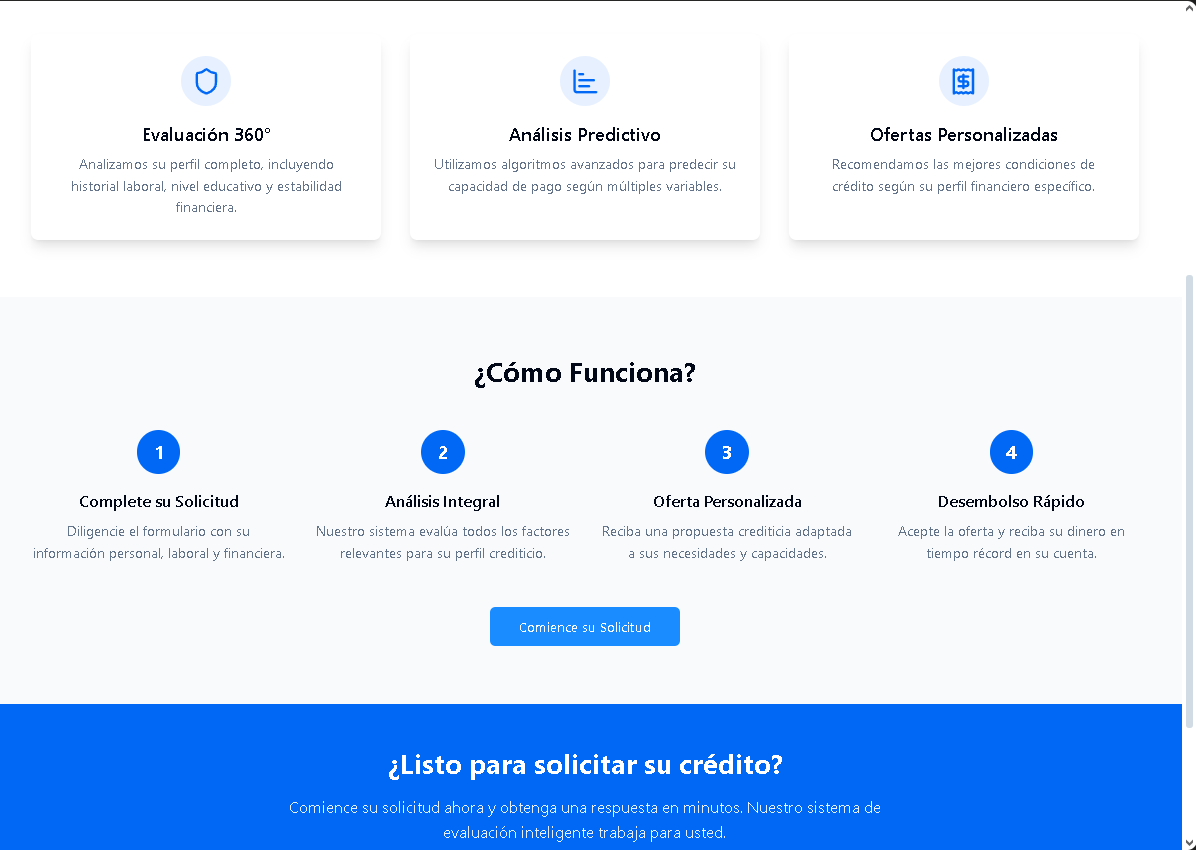 Evaluación 360°
Analizamos su perfil completo, incluyendo
historial laboral, nivel educativo y estabilidad
financiera.
Análisis Predictivo
Utilizamos algoritmos avanzados para predecir su
capacidad de pago según múltiples variables.
Ofertas Personalizadas
Recomendamos las mejores condiciones de
crédito según su perfil financiero específico.
¿Cómo Funciona?
1
Complete su Solicitud
Diligencie el formulario con su
información personal, laboral y financiera.
2
Análisis Integral
Nuestro sistema evalúa todos los factores
relevantes para su perfil crediticio.
3
Oferta Personalizada
Reciba una propuesta crediticia adaptada
a sus necesidades y capacidades.
4
Desembolso Rápido
Acepte la oferta y reciba su dinero en
tiempo récord en su cuenta.
Comience su Solicitud
¿Listo para solicitar su crédito?
Comience su solicitud ahora y obtenga una respuesta en minutos. Nuestro sistema de
evaluación inteligente trabaja para usted.